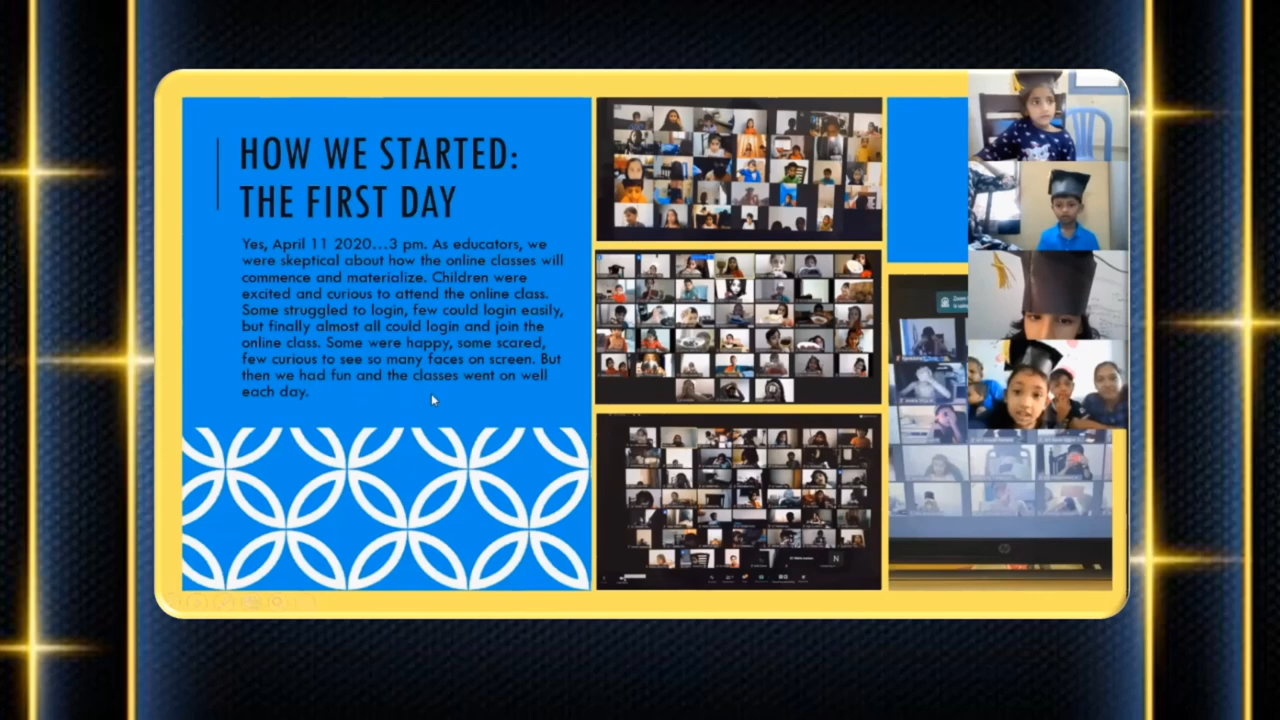 HOW WE STARTED:
THE FIRST DAY
Yes, April 11 2020...3 pm. As educators, we
were skeptical about how the online classes will
commence and materialize. Children were
excited and curious to attend the online class.
Some struggled to login, few could login easily,
but finally almost all could login and join the
online class. Some were happy, some scared,
few curious to see so many faces on screen. But
then we had fun and the classes went on well
each day.
N
hp